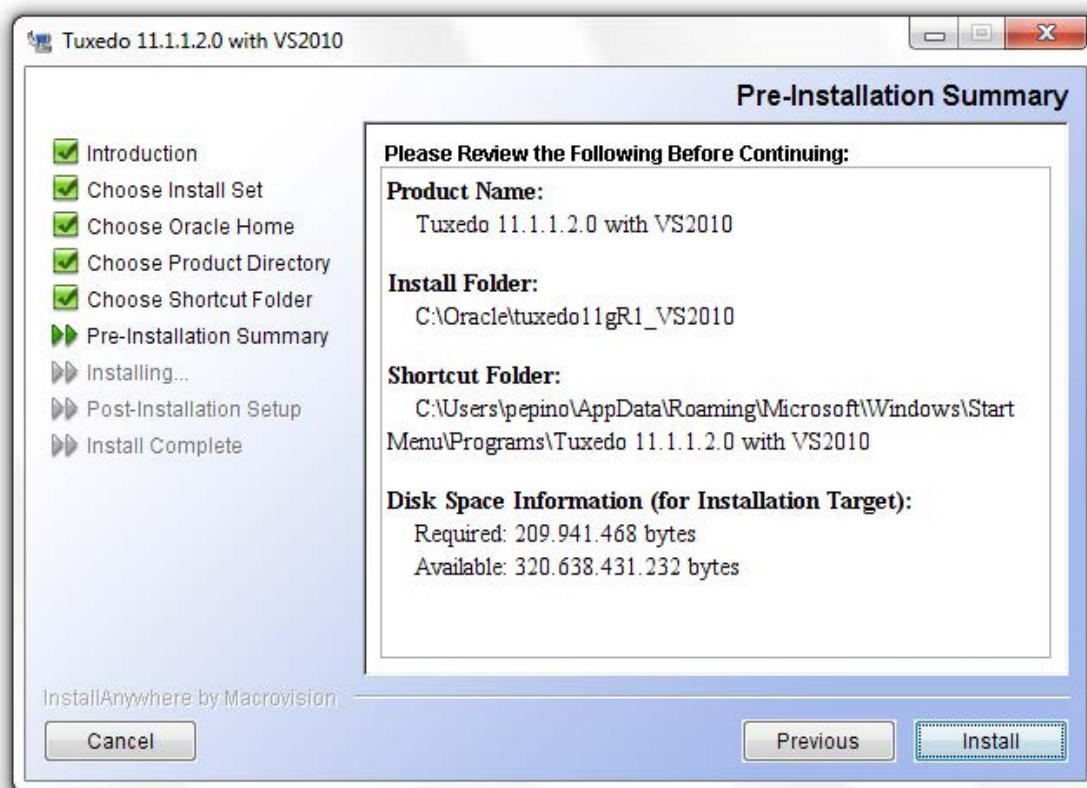 Tuxedo 11.1.1.2.0 with VS2010
Pre-Installation Summary
Introduction
Choose Install Set
Choose Oracle Home
Choose Product Directory
Choose Shortcut Folder
Pre-Installation Summary
Installing...
Post-Installation Setup
Install Complete
Please Review the Following Before Continuing:
Product Name:
Tuxedo 11.1.1.2.0 with VS2010
Install Folder:
C:\Oracle\tuxedo11gR1_VS2010
Shortcut Folder:
C:\Users\pepino\AppData\Roaming\Microsoft\Windows\Start
Menu\Programs\Tuxedo 11.1.1.2.0 with VS2010
Disk Space Information (for Installation Target):
Required: 209.941.468 bytes
Available: 320.638.431.232 bytes
InstallAnywhere by Macrovision
Cancel
Previous
Install